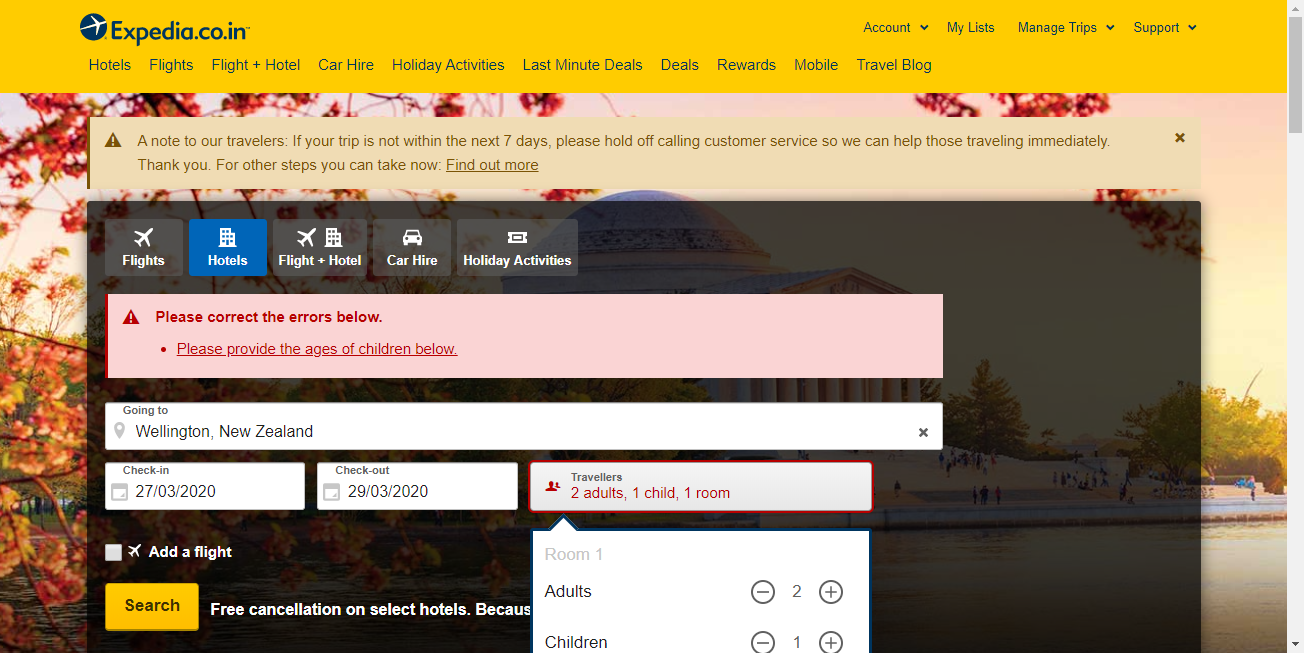 Expedia.co.in™
Account
My Lists
Manage Trips
Support
Hotels
Flights
Flight + Hotel
Car Hire
Holiday Activities
Last Minute Deals
Deals
Rewards
Mobile
Travel Blog
A note to our travelers: If your trip is not within the next 7 days, please hold off calling customer service so we can help those traveling immediately.
Thank you. For other steps you can take now: Find out more
Flights
Hotels
Flight + Hotel
Car Hire
Holiday Activities
Please correct the errors below.
• Please provide the ages of children below.
Going to
Wellington, New Zealand
Check-in
27/03/2020
Check-out
29/03/2020
Travellers
2 adults, 1 child, 1 room
Room 1
Adults
2
Children
1
Add a flight
Search
Free cancellation on select hotels. Becaus